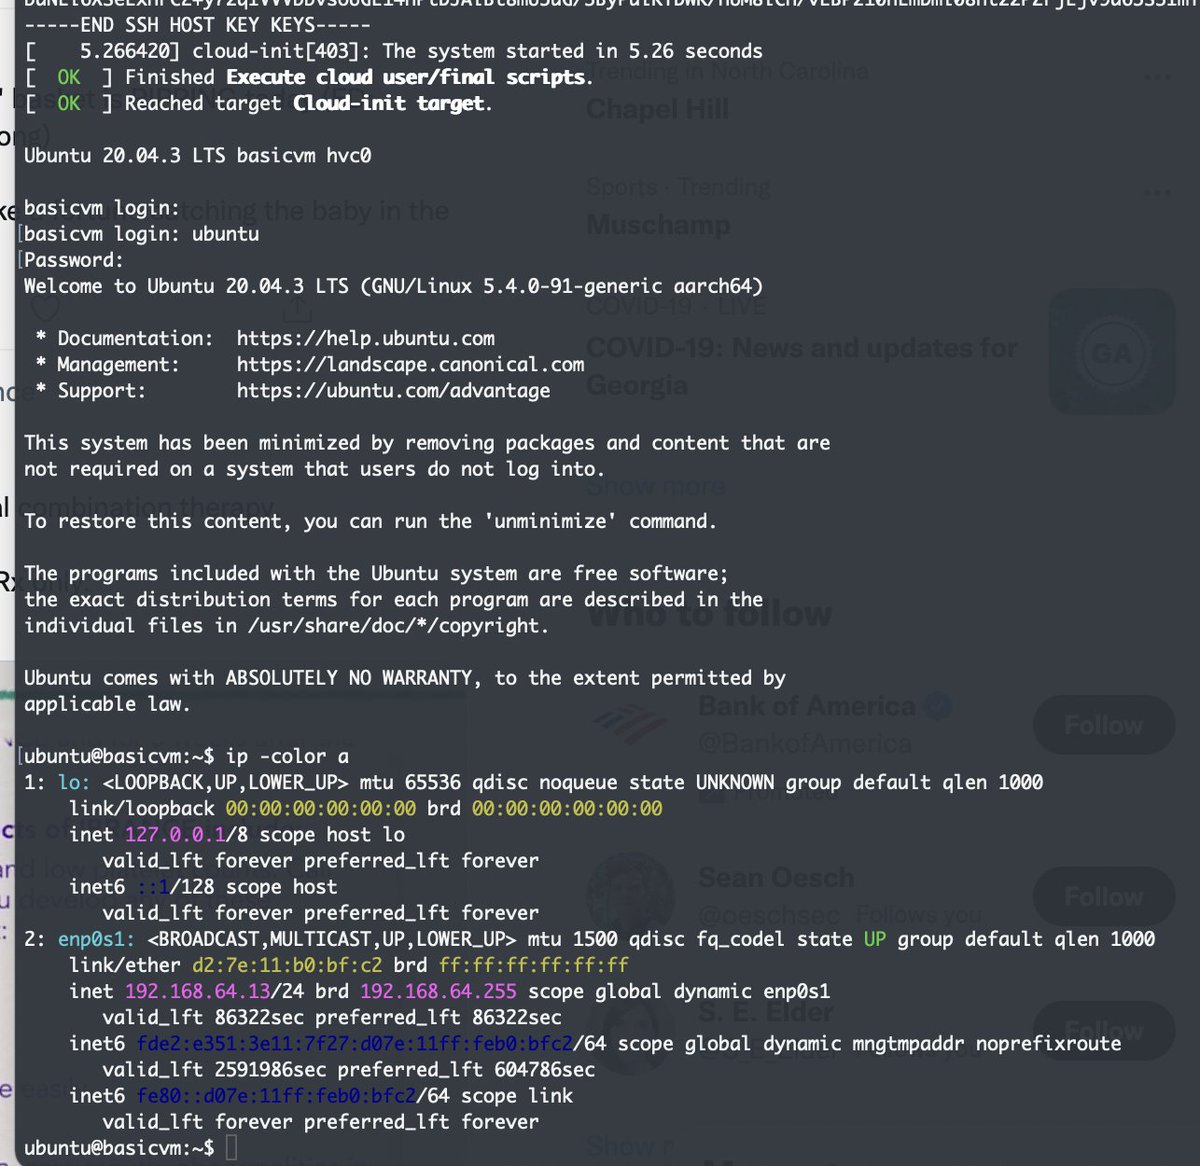 -----END SSH HOST KEY KEYS-----
[    5.266420] cloud-init[403]: The system started in 5.26 seconds
[  OK  ] Finished Execute cloud user/final scripts.
[  OK  ] Reached target Cloud-init target.
Ubuntu 20.04.3 LTS basicvm hvc0
basicvm login:
[basicvm login: ubuntu
[Password:
Welcome to Ubuntu 20.04.3 LTS (GNU/Linux 5.4.0-91-generic aarch64)
* Documentation:  https://help.ubuntu.com
* Management:     https://landscape.canonical.com
* Support:        https://ubuntu.com/advantage
This system has been minimized by removing packages and content that are
not required on a system that users do not log into.
To restore this content, you can run the 'unminimize' command.
The programs included with the Ubuntu system are free software;
the exact distribution terms for each program are described in the
individual files in /usr/share/doc/*/copyright.
Ubuntu comes with ABSOLUTELY NO WARRANTY, to the extent permitted by
applicable law.
[ubuntu@basicvm:~$ ip -color a
1: lo: <LOOPBACK,UP,LOWER_UP> mtu 65536 qdisc noqueue state UNKNOWN group default qlen 1000
link/loopback 00:00:00:00:00:00 brd 00:00:00:00:00:00
inet 127.0.0.1/8 scope host lo
valid_lft forever preferred_lft forever
inet6 ::1/128 scope host
valid_lft forever preferred_lft forever
2: enp0s1: <BROADCAST,MULTICAST,UP,LOWER_UP> mtu 1500 qdisc fq_codel state UP group default qlen 1000
link/ether d2:7e:11:b0:bf:c2 brd ff:ff:ff:ff:ff:ff
inet 192.168.64.13/24 brd 192.168.64.255 scope global dynamic enp0s1
valid_lft 86322sec preferred_lft 86322sec
inet6 fde2:e351:3e11:7f27:d07e:11ff:feb0:bfc2/64 scope global dynamic mngtmpaddr noprefixroute
valid_lft 2591986sec preferred_lft 604786sec
inet6 fe80::d07e:11ff:feb0:bfc2/64 scope link
valid_lft forever preferred_lft forever
ubuntu@basicvm:~$
Trending in North Carolina
Chapel Hill
Sports · Trending
Muschamp
COVID-19 · LIVE
COVID-19: News and updates for
Georgia
GA
Show more
Who to follow
Bank of America
@BankofAmerica
Follow
Promoted
Sean Oesch
@oeschsec Follows you
Follow
S. E. Elder
Follow
Show
catching the baby in the
combination therapy